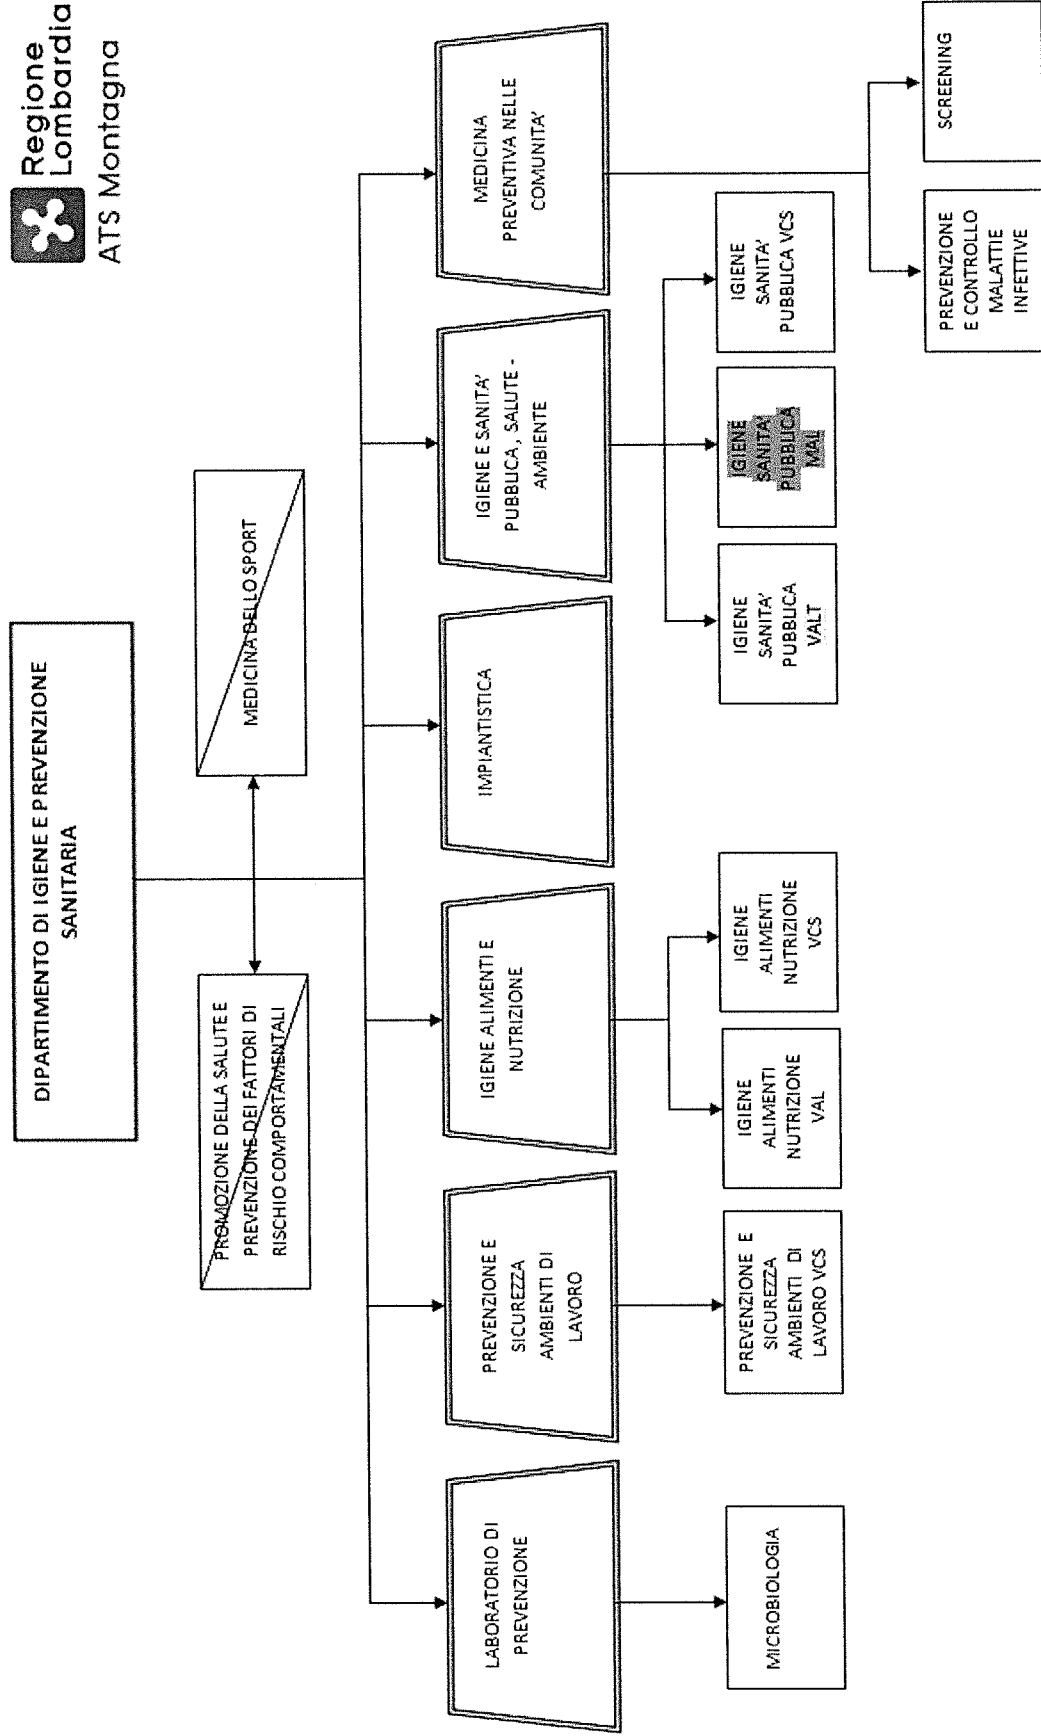 Regione
Lombardia
ATS Montagna
DIPARTIMENTO DI IGIENE E PREVENZIONE
SANITARIA
PROMOZIONE DELLA SALUTE E
PREVENZIONE DEI FATTORI DI
RISCHIO COMPORTAMENTALI
MEDICINA DELLO SPORT
LABORATORIO DI
PREVENZIONE
PREVENZIONE E
SICUREZZA
AMBIENTI DI
LAVORO
IGIENE ALIMENTI E
NUTRIZIONE
IMPIANTISTICA
IGIENE E SANITA'
PUBBLICA, SALUTE -
AMBIENTE
MEDICINA
PREVENTIVA NELLE
COMUNITA'
MICROBIOLOGIA
PREVENZIONE E
SICUREZZA
AMBIENTI DI
LAVORO VCS
IGIENE
ALIMENTI
NUTRIZIONE
VAL
IGIENE
ALIMENTI
NUTRIZIONE
VCS
IGIENE
SANITA'
PUBBLICA
VALT
IGIENE
SANITA'
PUBBLICA
MAL
IGIENE
SANITA'
PUBBLICA VCS
PREVENZIONE
E CONTROLLO
MALATTIE
INFETTIVE
SCREENING